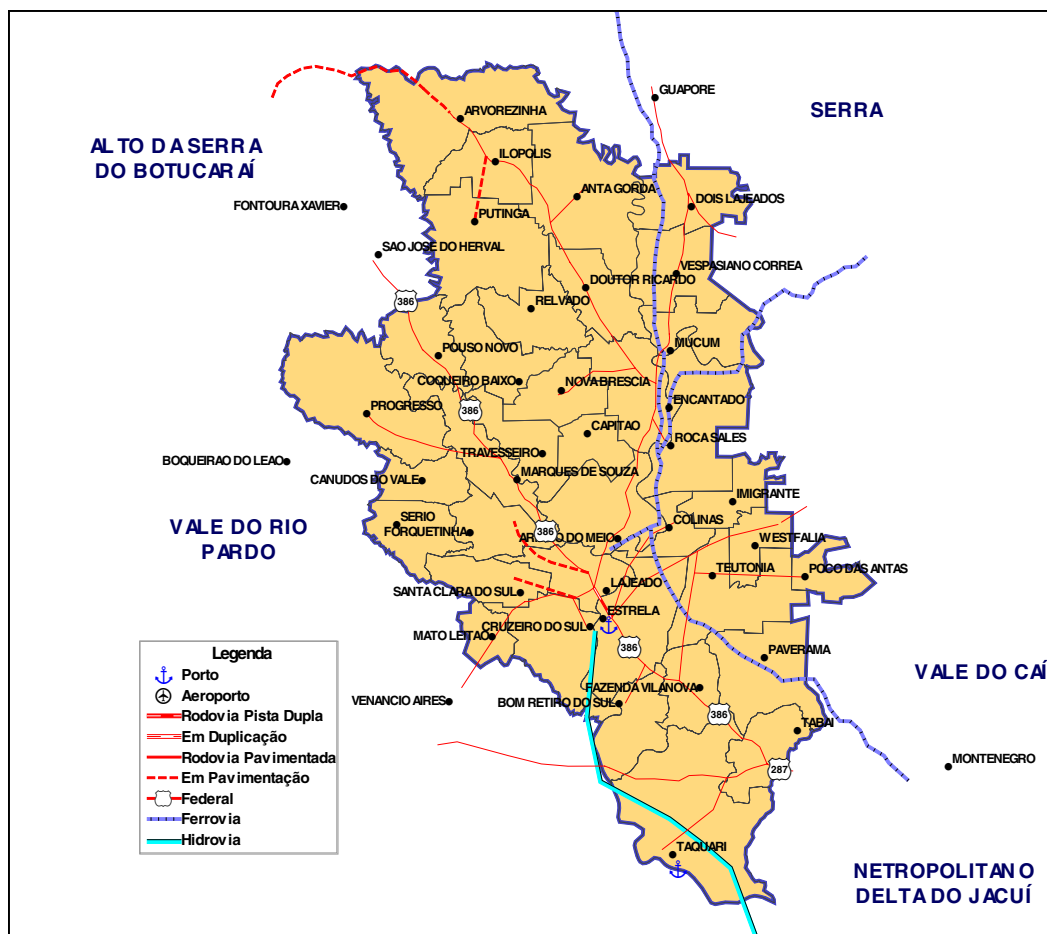 GUAPORE
SERRA
ARVOREZINHA
ALTO DA SERRA
DO BOTUCARAÍ
ILOPOLIS
ANTA GORDA
FONTOURA XAVIER
DOIS LAJEADOS
PUTINGA
SAO JOSE DO HERVAL
VESPASIANO CORREA
DOUTOR RICARDO
386
RELVADO
MUCUM
POUSO NOVO
COQUEIRO BAIXO
NOVA BRESCIA
ENCANTADO
PROGRESSO
386
CAPITAO
ROCA SALES
TRAVESSEIRO
BOQUEIRAO DO LEAO
MARQUES DE SOUZA
CANUDOS DO VALE
IMIGRANTE
SERIO
VALE DO RIO
PARDO
FORQUETINHA
386
COLINAS
DO MEIO
WESTFALIA
TEUTONIA
POCO DAS ANTAS
LAJEADO
SANTA CLARA DO SUL
ESTRELA
CRUZEIRO DO SUL
MATO LEITAO
386
PAVERAMA
VALE DO CAÍ
FAZENDA VILANOVA
VENANCIO AIRES
BOM RETIRO DO SUL
386
TABAI
287
MONTENEGRO
TAQUARI
NETROPOLITANO
DELTA DO JACUÍ
Legenda
Porto
Aeroporto
Rodovia Pista Dupla
Em Duplicação
Rodovia Pavimentada
Em Pavimentação
Federal
Ferrovia
Hidrovia